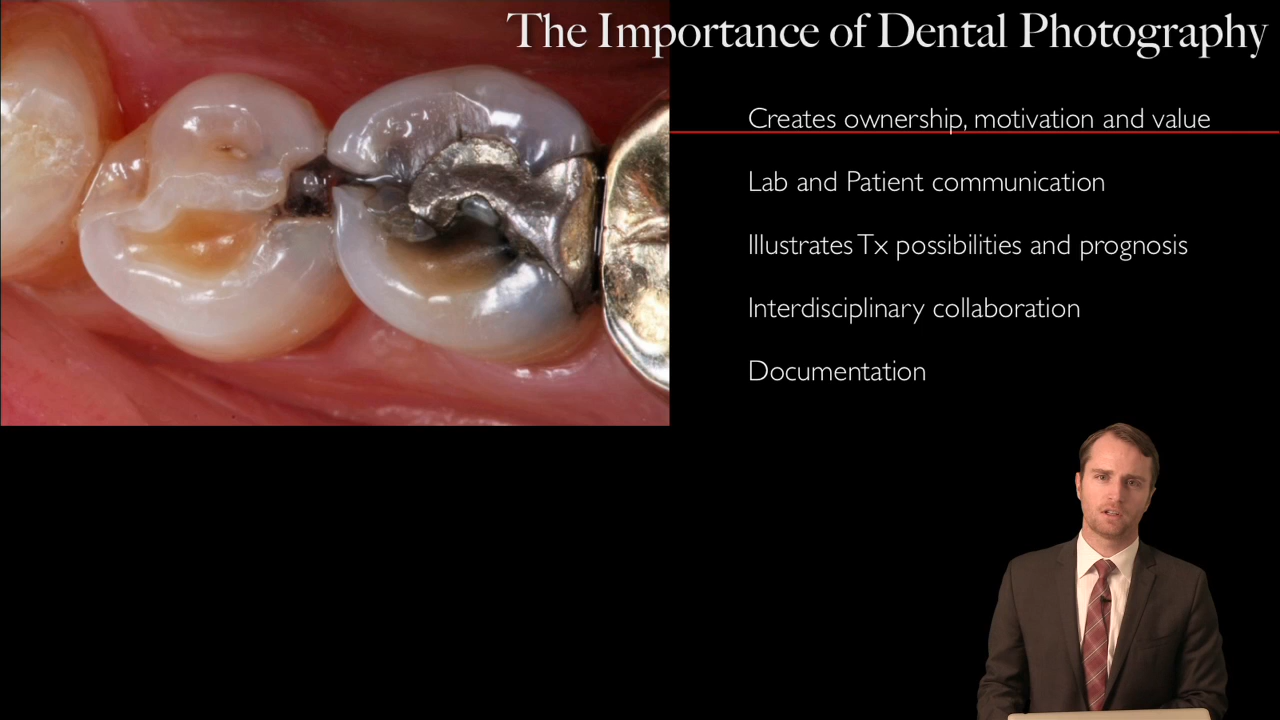 The Importance of Dental Photography
Creates ownership, motivation and value
Lab and Patient communication
Illustrates Tx possibilities and prognosis
Interdisciplinary collaboration
Documentation